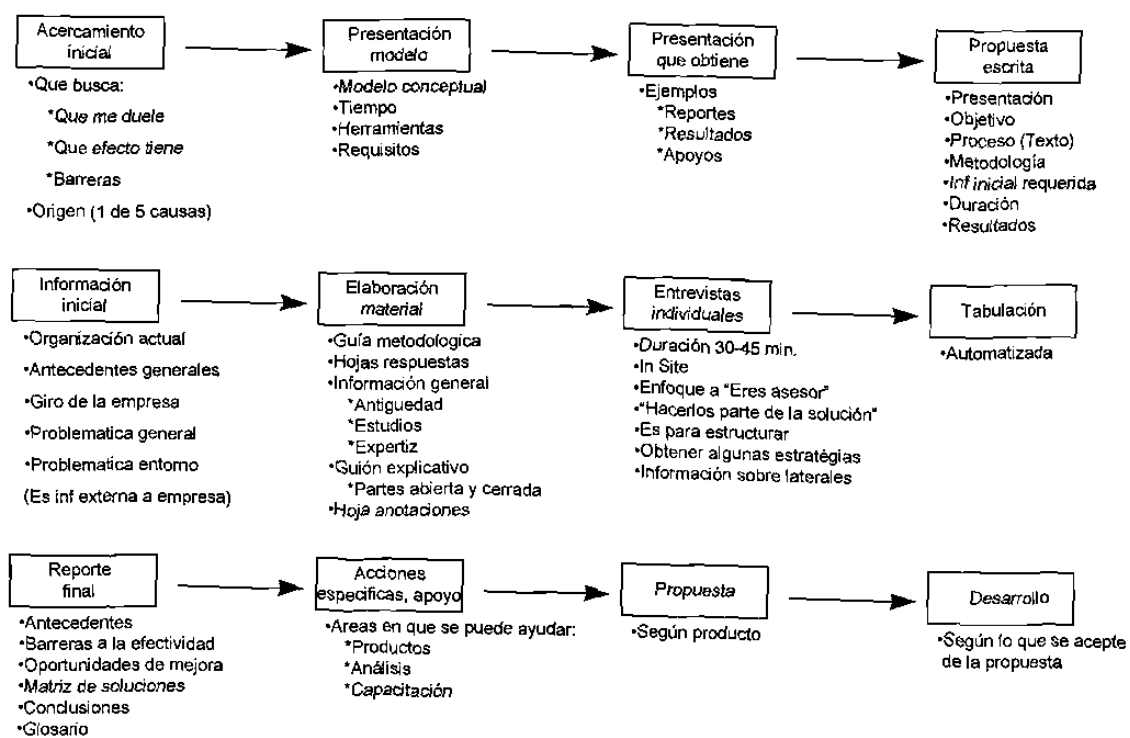 Acercamiento
inicial
•Que busca:
*Que me duele
*Que efecto tiene
*Barreras
•Origen (1 de 5 causas)
Presentación
modelo
•Modelo conceptual
•Tiempo
•Herramientas
•Requisitos
Presentación
que obtiene
•Ejemplos
*Reportes
*Resultados
*Apoyos
Propuesta
escrita
•Presentación
•Objetivo
•Proceso (Texto)
•Metodología
•Inf inicial requerida
•Duración
•Resultados
Información
inicial
•Organización actual
•Antecedentes generales
•Giro de la empresa
•Problematica general
•Problematica entorno
(Es inf externa a empresa)
Elaboración
material
•Guía metodologica
•Hojas respuestas
•Información general
*Antiguedad
*Estudios
*Expertiz
•Guión explicativo
*Partes abierta y cerrada
•Hoja anotaciones
Entrevistas
individuales
•Duración 30-45 min.
•In Site
•Enfoque a "Eres asesor"
•"Hacerlos parte de la solución"
•Es para estructurar
•Obtener algunas estratégias
•Información sobre laterales
Tabulación
•Automatizada
Reporte
final
•Antecedentes
•Barreras a la efectividad
•Oportunidades de mejora
•Matriz de soluciones
•Conclusiones
•Glosario
Acciones
especificas, apoyo
•Areas en que se puede ayudar:
*Productos
*Análisis
*Capacitación
Propuesta
•Según producto
Desarrollo
•Según lo que se acepte
de la propuesta